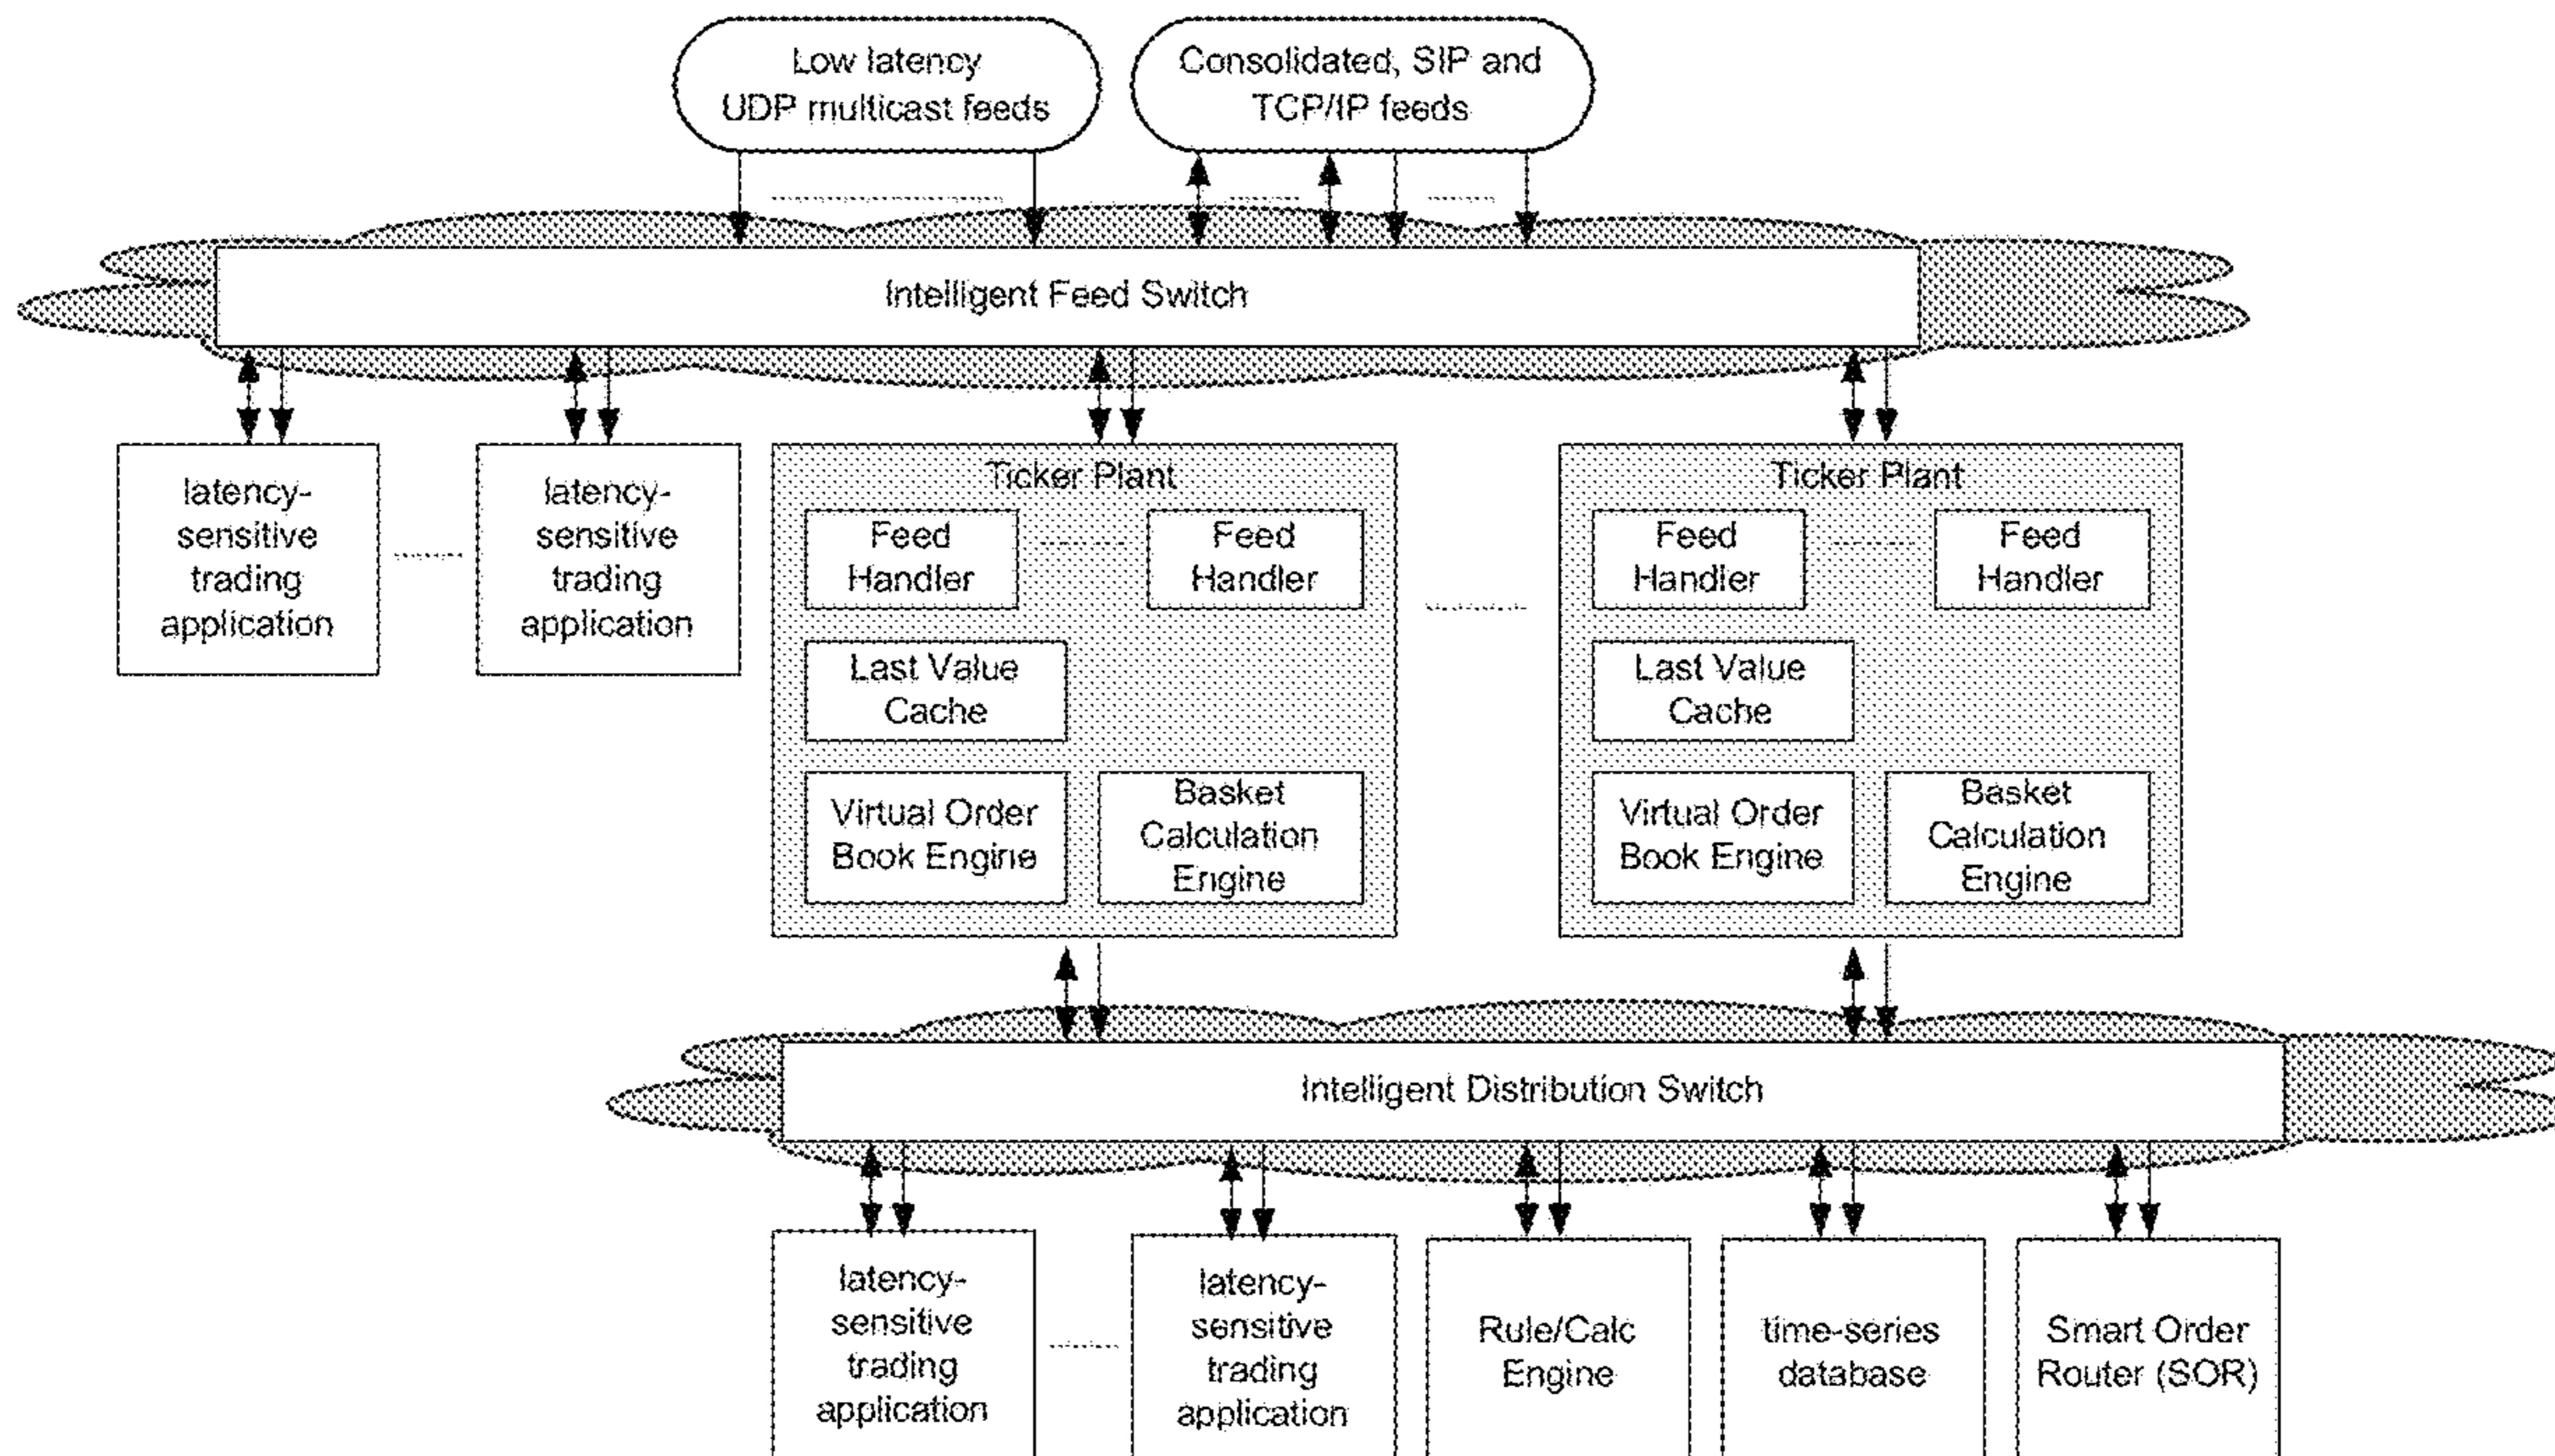 Low latency
UDP multicast feeds
Consolidated, SIP and
TCP/IP feeds
Intelligent Feed Switch
latency-
sensitive
trading
application
latency-
sensitive
trading
application
Ticker Plant
Feed
Handler
Feed
Handler
Last Value
Cache
Virtual Order
Book Engine
Basket
Calculation
Engine
Ticker Plant
Feed
Handler
Feed
Handler
Last Value
Cache
Virtual Order
Book Engine
Basket
Calculation
Engine
Intelligent Distribution Switch
latency-
sensitive
trading
application
latency-
sensitive
trading
application
Rule/Calc
Engine
time-series
database
Smart Order
Router (SOR)